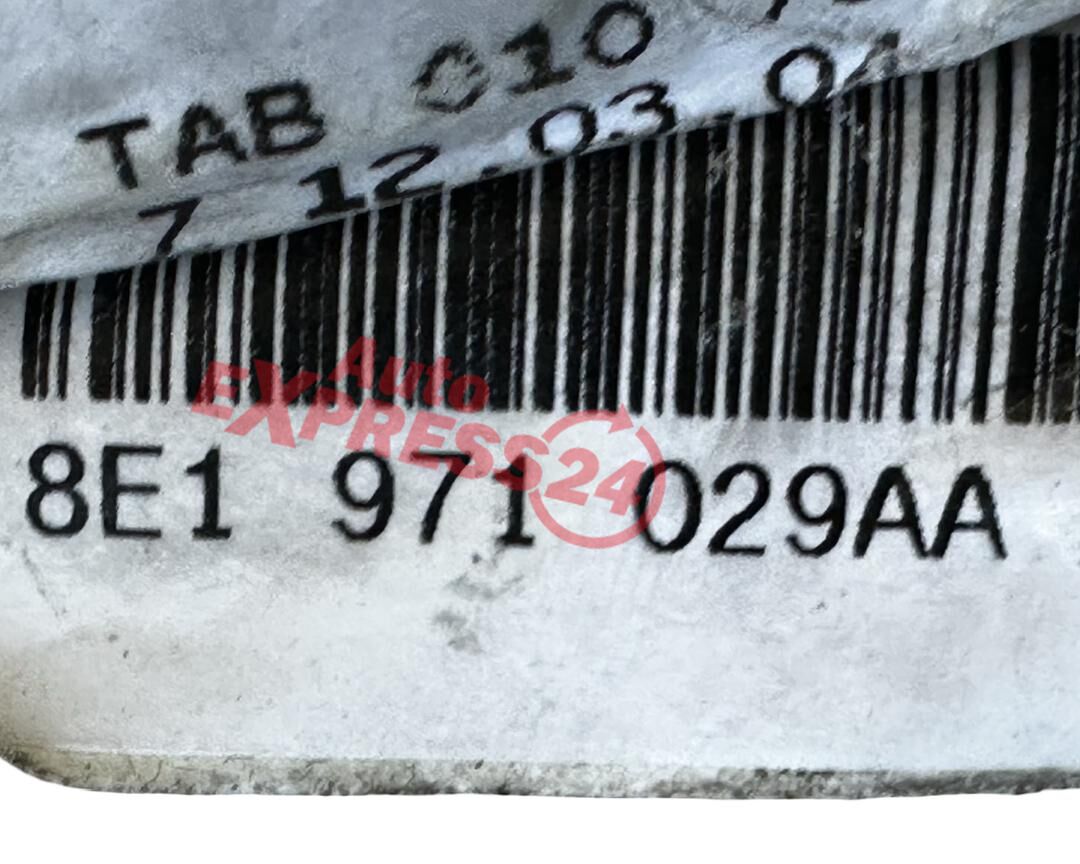 TAB 010
7 12.03.04
Auto
EXPRESS24
8E1 971 029AA